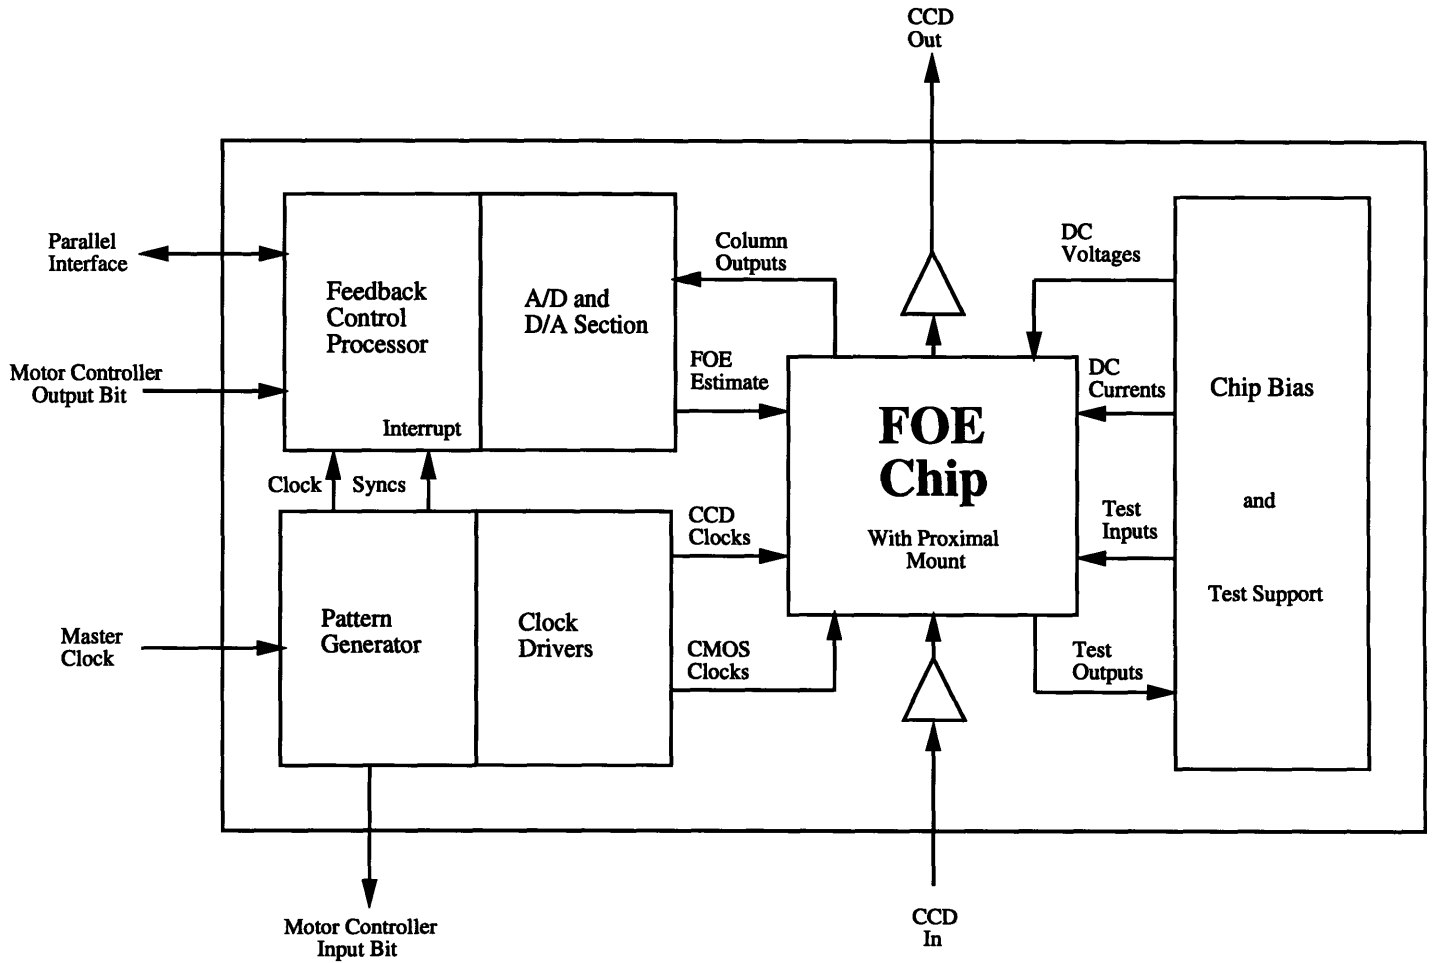 CCD
Out
Parallel
Interface
Feedback
Control
Processor
A/D and
D/A Section
Column
Outputs
DC
Voltages
Motor Controller
Output Bit
Interrupt
FOE
Estimate
FOE
Chip
With Proximal
Mount
DC
Currents
Chip Bias
and
Test Support
Clock
Syncs
CCD
Clocks
Test
Inputs
Master
Clock
Pattern
Generator
Clock
Drivers
CMOS
Clocks
Test
Outputs
Motor Controller
Input Bit
CCD
In